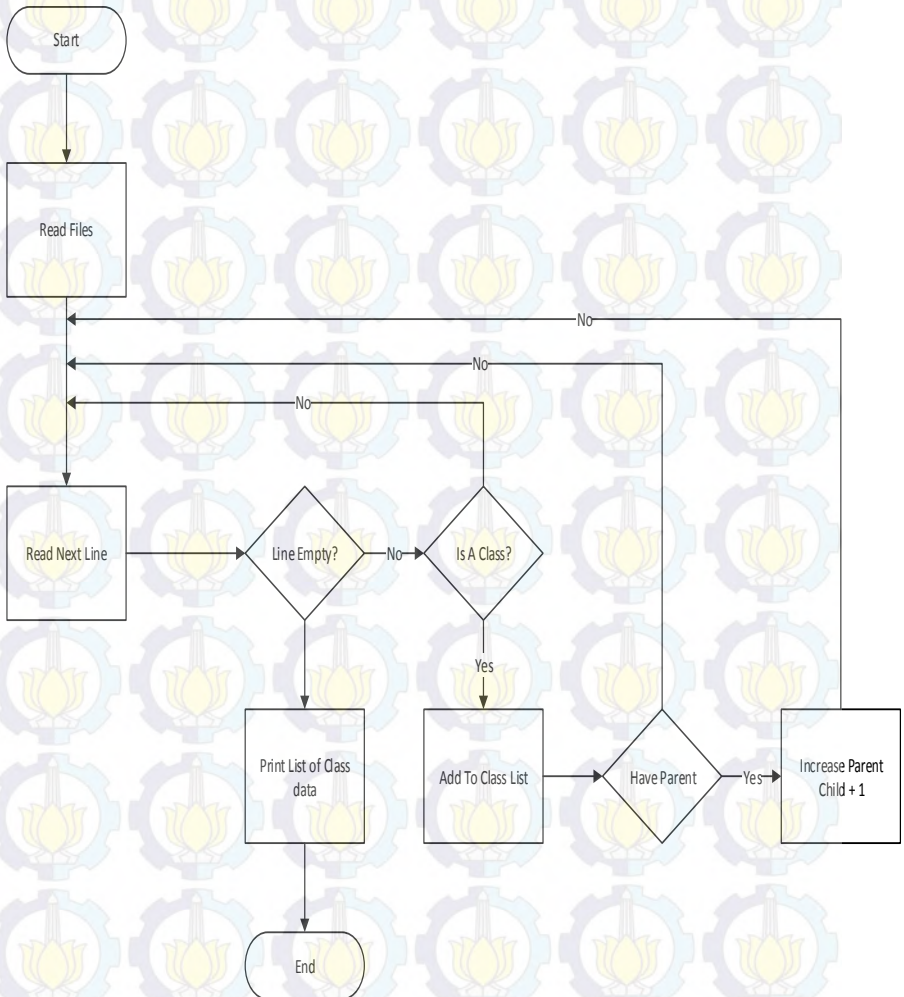 Start
Read Files
No
No
No
Read Next Line
Line Empty?
No
Is A Class?
Yes
Print List of Class
data
Add To Class List
Have Parent
Yes
Increase Parent
Child + 1
End